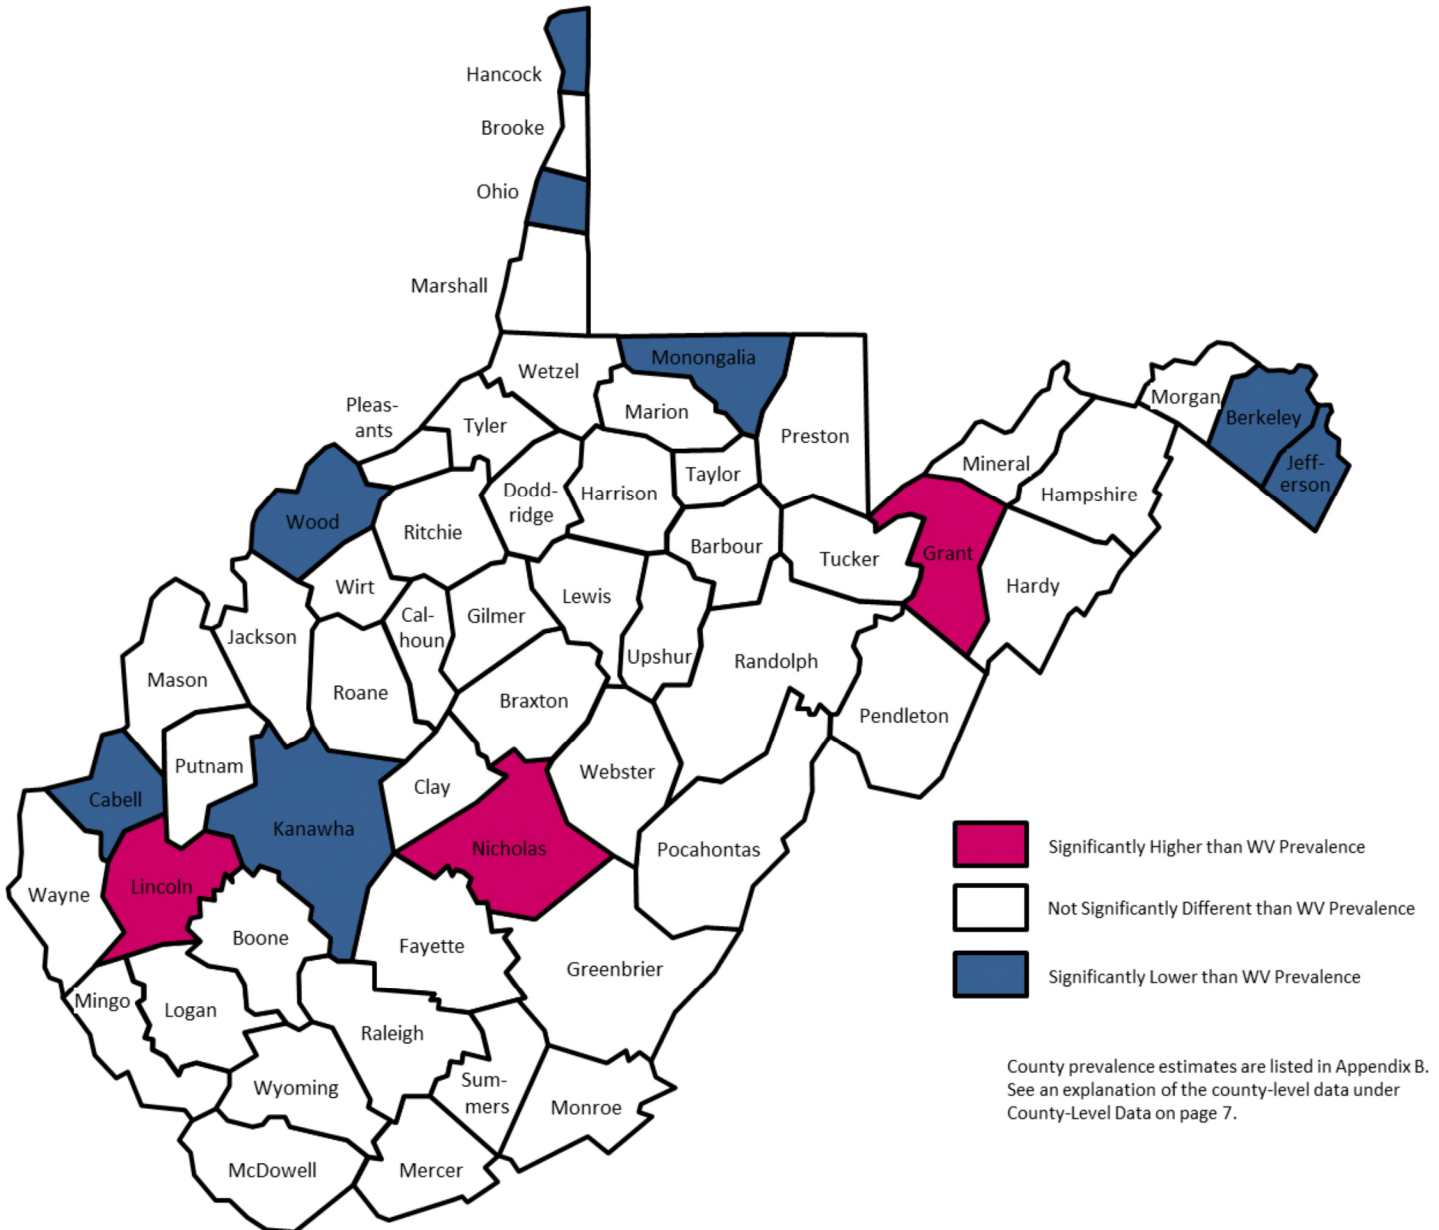 Hancock
Brooke
Ohio
Marshall
Wetzel
Monongalia
Marion
Pleas-
ants
Tyler
Preston
Morgan
Berkeley
Jeff-
erson
Mineral
Hampshire
Taylor
Harrison
Dodd-
ridge
Wood
Ritchie
Barbour
Tucker
Grant
Hardy
Wirt
Cal-
houn
Gilmer
Lewis
Upshur
Randolph
Jackson
Mason
Roane
Braxton
Pendleton
Putnam
Clay
Webster
Cabell
Kanawha
Nicholas
Pocahontas
Lincoln
Wayne
Boone
Fayette
Greenbrier
Mingo
Logan
Raleigh
Wyoming
Sum-
mers
Monroe
McDowell
Mercer
Significantly Higher than WV Prevalence
Not Significantly Different than WV Prevalence
Significantly Lower than WV Prevalence
County prevalence estimates are listed in Appendix B.
See an explanation of the county-level data under
County-Level Data on page 7.